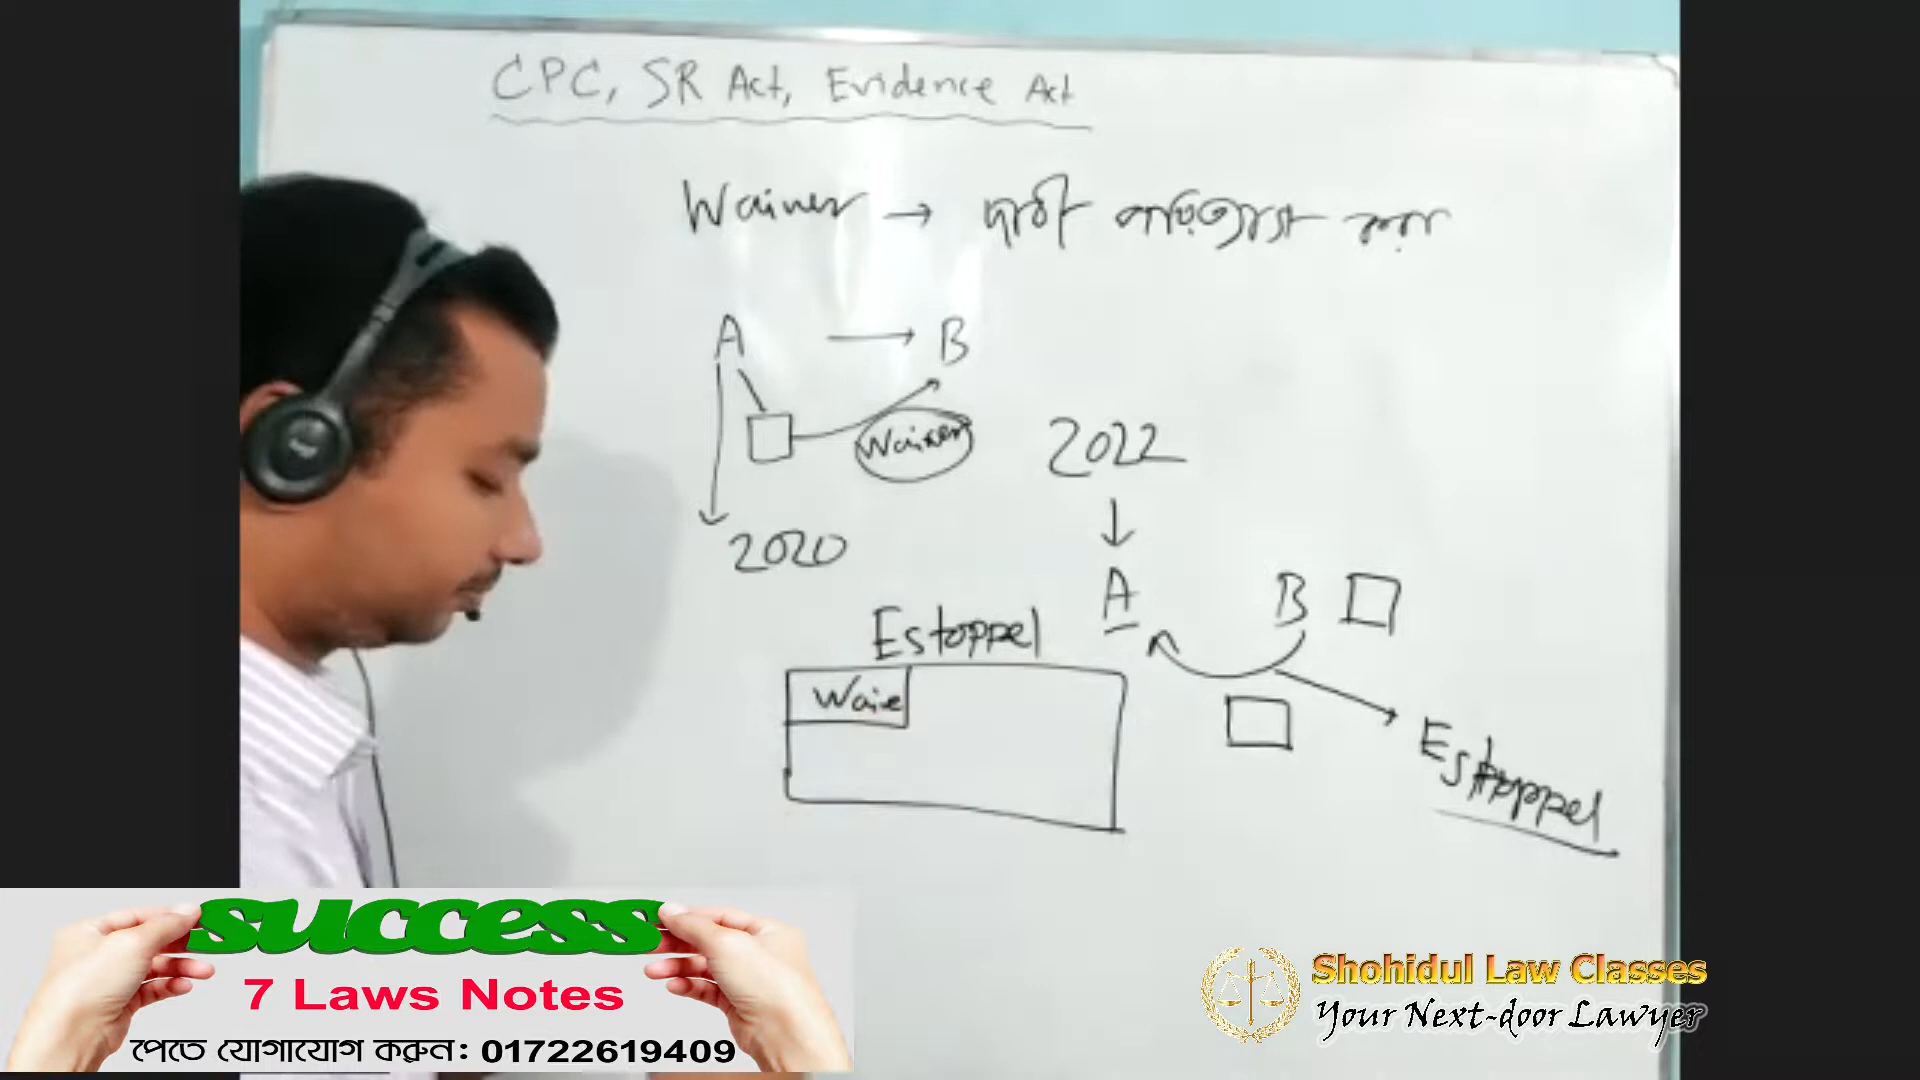 CPC, SR Act, Evidence Act
Waiver → দাবী পরিত্যাগ করা
A → B
Waiver
2022
2020
A B
Estoppel
Waive
Estoppel
success
7 Laws Notes
পেতে যোগাযোগ করুন: 01722619409
Shohidul Law Classes
Your Next-door Lawyer